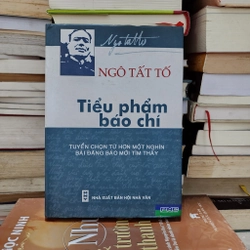 Ngô tất tố
NGÔ TẤT TỐ
Tiểu phẩm
báo chí
TUYỂN CHỌN TỪ HƠN MỘT NGHÌN
BÀI ĐĂNG BÁO MỚI TÌM THẤY
NHÀ XUẤT BẢN HỘI NHÀ VĂN